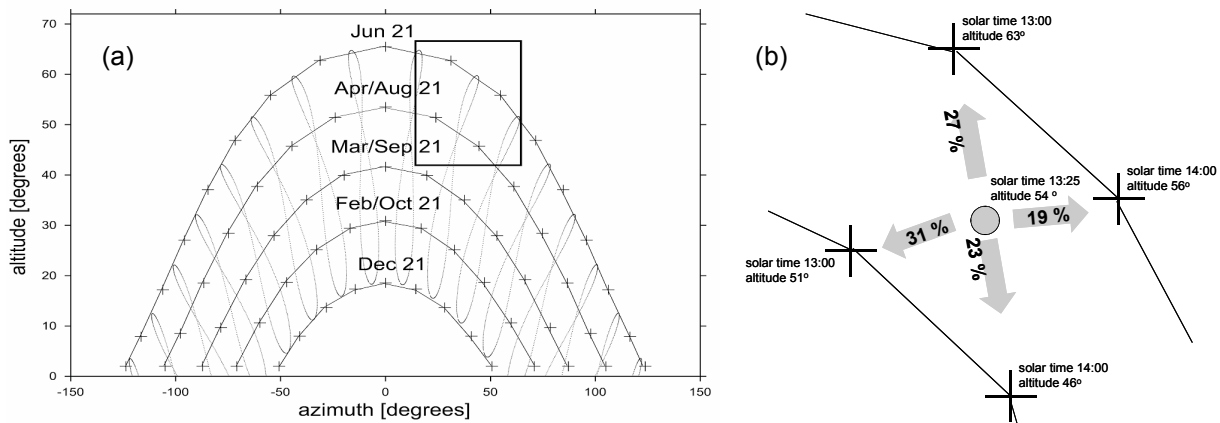 (a)
70
60
50
40
30
20
10
0
altitude [degrees]
Jun 21
Apr/Aug 21
Mar/Sep 21
Feb/Oct 21
Dec 21
-150
-100
-50
0
50
100
150
azimuth [degrees]
(b)
solar time 13:00
altitude 63º
27 %
solar time 14:00
altitude 56º
solar time 13:25
altitude 54 º
19 %
31 %
23 %
solar time 13:00
altitude 51º
solar time 14:00
altitude 46º